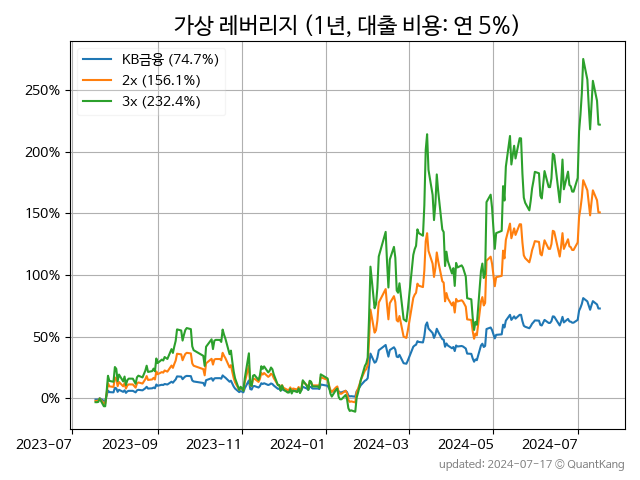 가상 레버리지 (1년, 대출 비용: 연 5%)
KB금융 (74.7%)
2x (156.1%)
3x (232.4%)
250%
200%
150%
100%
50%
0%
2023-07 2023-09 2023-11 2024-01 2024-03 2024-05 2024-07
updated: 2024-07-17 © QuantKang